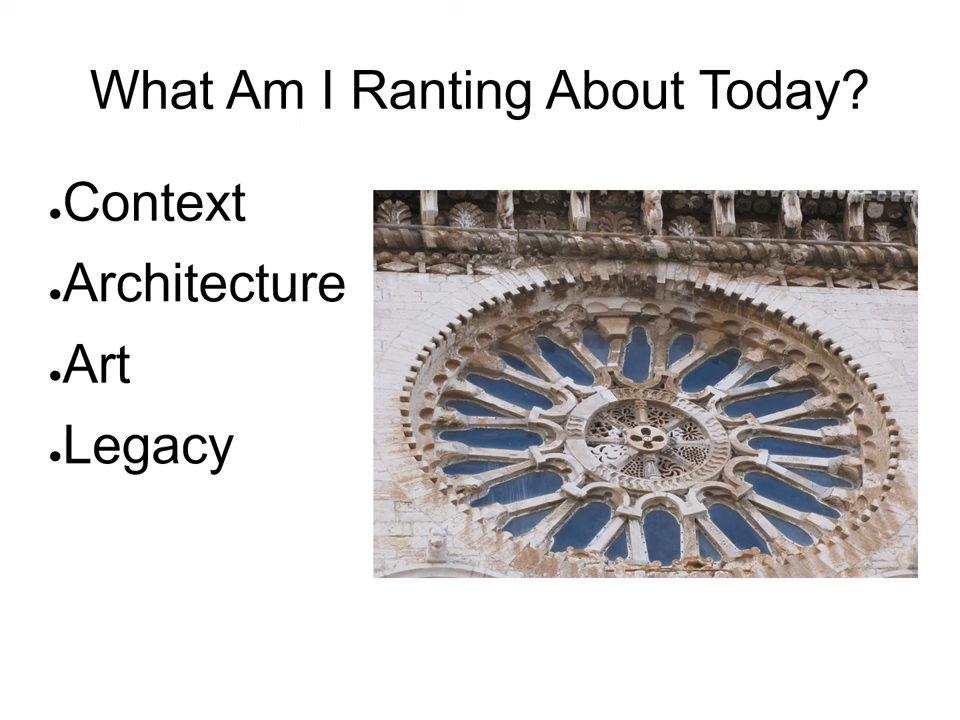 What Am I Ranting About Today?
●Context
●Architecture
●Art
●Legacy